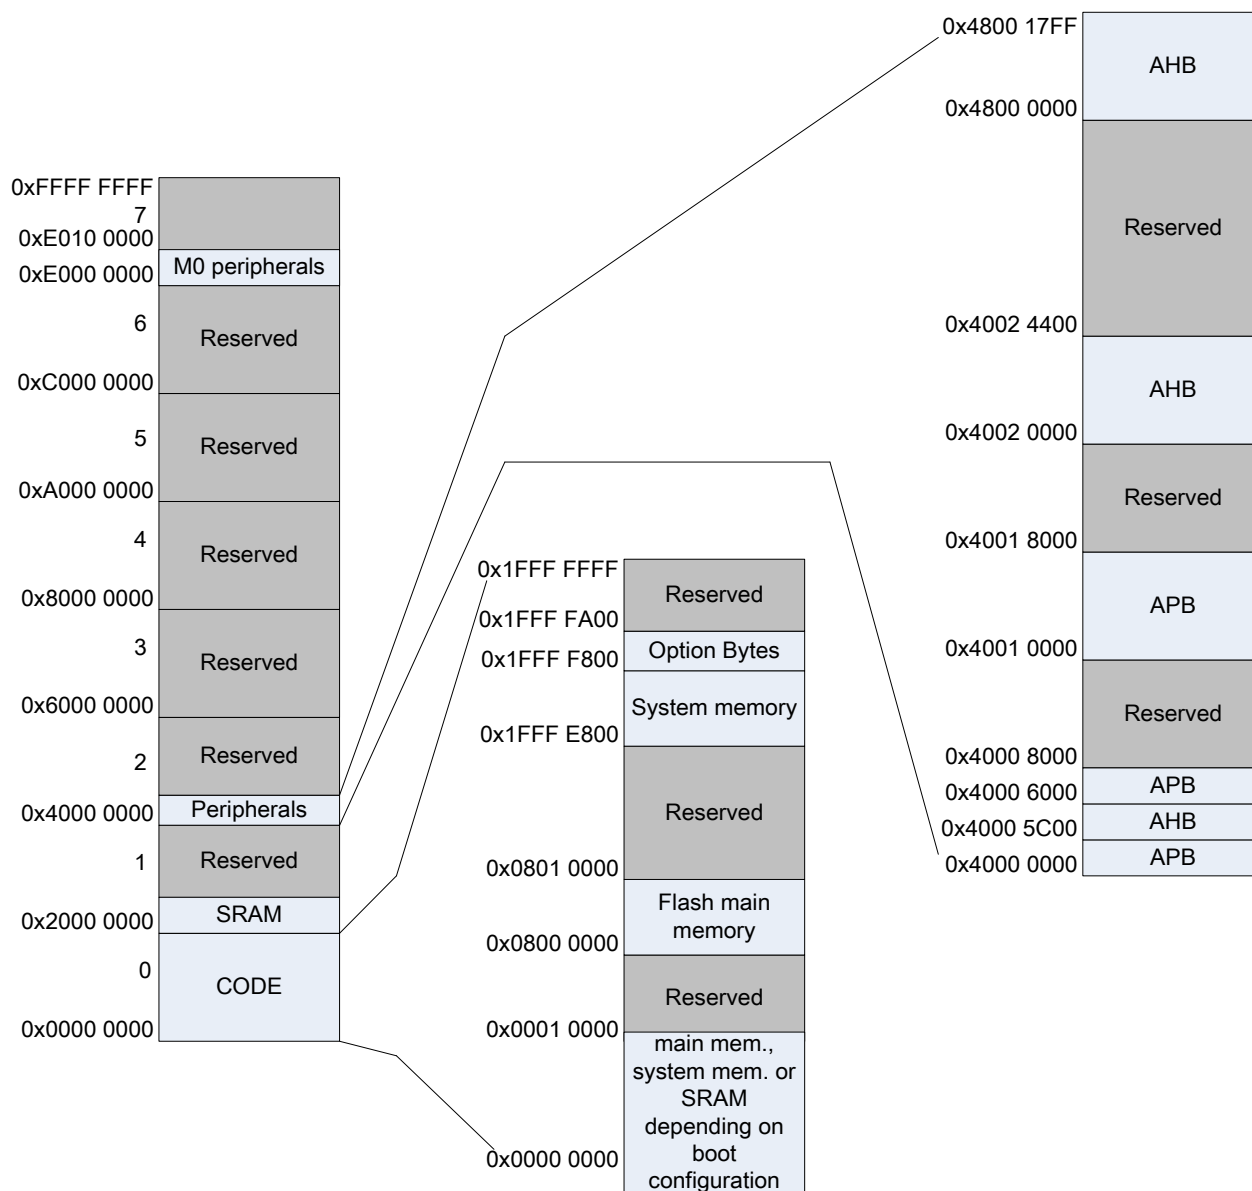 0xFFFF FFFF
7
0xE010 0000
M0 peripherals
0xE000 0000
6
Reserved
0xC000 0000
5
Reserved
0xA000 0000
4
Reserved
0x8000 0000
3
Reserved
0x6000 0000
Reserved
2
Peripherals
0x4000 0000
Reserved
1
SRAM
0x2000 0000
0
CODE
0x0000 0000
0x1FFF FFFF
Reserved
0x1FFF FA00
Option Bytes
0x1FFF F800
System memory
0x1FFF E800
Reserved
0x0801 0000
Flash main
memory
0x0800 0000
Reserved
0x0001 0000
main mem.,
system mem. or
SRAM
depending on
boot
configuration
0x0000 0000
0x4800 17FF
AHB
0x4800 0000
Reserved
0x4002 4400
AHB
0x4002 0000
Reserved
0x4001 8000
APB
0x4001 0000
Reserved
0x4000 8000
APB
0x4000 6000
AHB
0x4000 5C00
APB
0x4000 0000